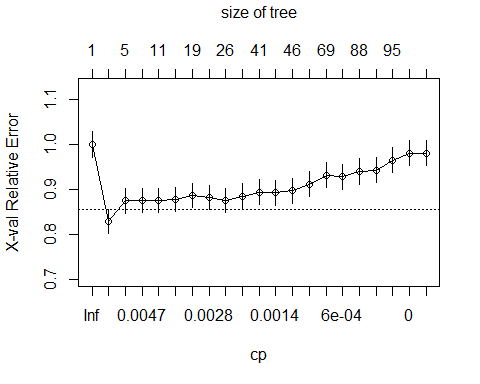 size of tree
1 5 11 19 26 41 46 69 88 95
X-val Relative Error
1.1
1.0
0.9
0.8
0.7
Inf 0.0047 0.0028 0.0014 6e-04 0
cp